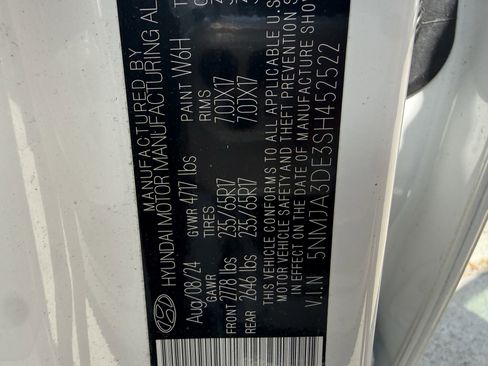 MANUFACTURED BY
HYUNDAI MOTOR MANUFACTURING AL
Aug/08/24 GVWR 4717 lbs PAINT W6H
GAWR TIRES RIMS
FRONT 2778 lbs 235/65R17 7.0JX17
REAR 2646 lbs 235/65R17 7.0JX17
THIS VEHICLE CONFORMS TO ALL APPLICABLE U.S
MOTOR VEHICLE SAFETY AND THEFT PREVENTION S
IN EFFECT ON THE DATE OF MANUFACTURE SHOW
V.I.N 5NMJA3DE3SH452522